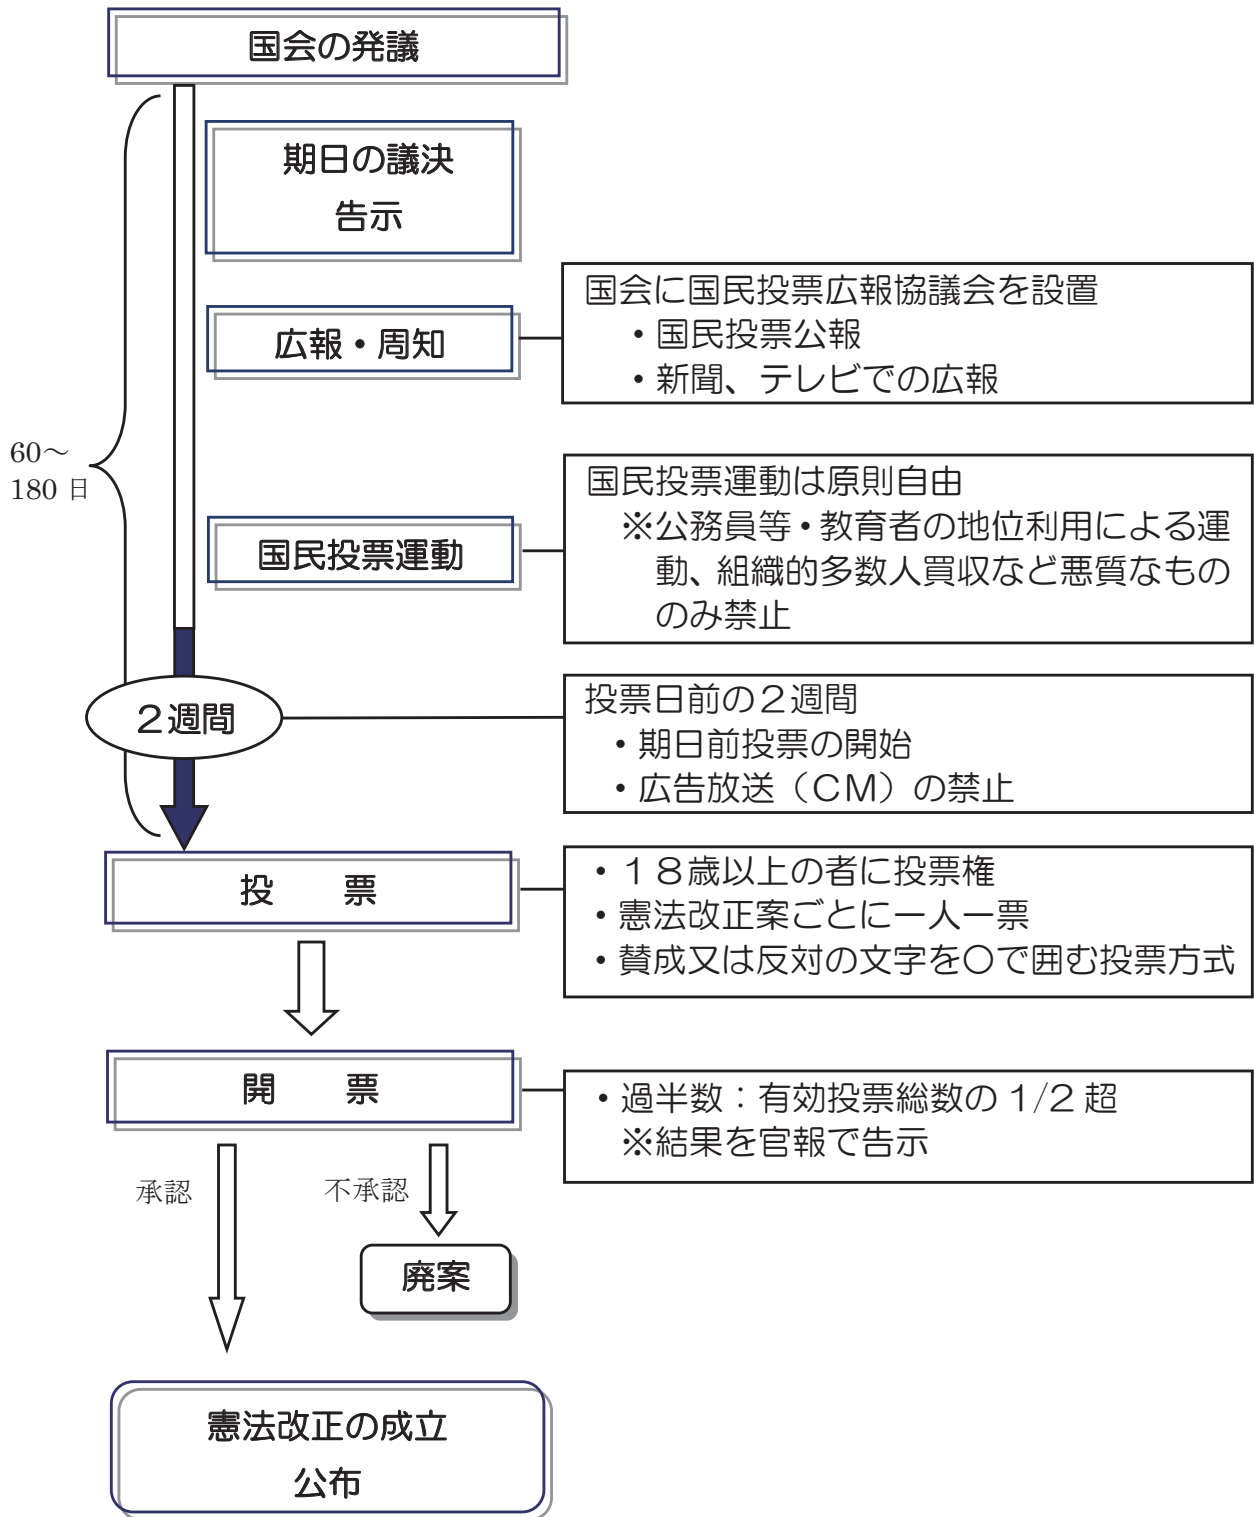 国会の発議
期日の議決
告示
広報・周知
国会に国民投票広報協議会を設置
・国民投票公報
・新聞、テレビでの広報
60～
180 日
国民投票運動
国民投票運動は原則自由
※公務員等・教育者の地位利用による運
動、組織的多数人買収など悪質なもの
のみ禁止
２週間
投票日前の２週間
・期日前投票の開始
・広告放送（ＣＭ）の禁止
投　　票
・１８歳以上の者に投票権
・憲法改正案ごとに一人一票
・賛成又は反対の文字を○で囲む投票方式
開　　票
・過半数：有効投票総数の 1/2 超
※結果を官報で告示
承認
不承認
廃案
憲法改正の成立
公布